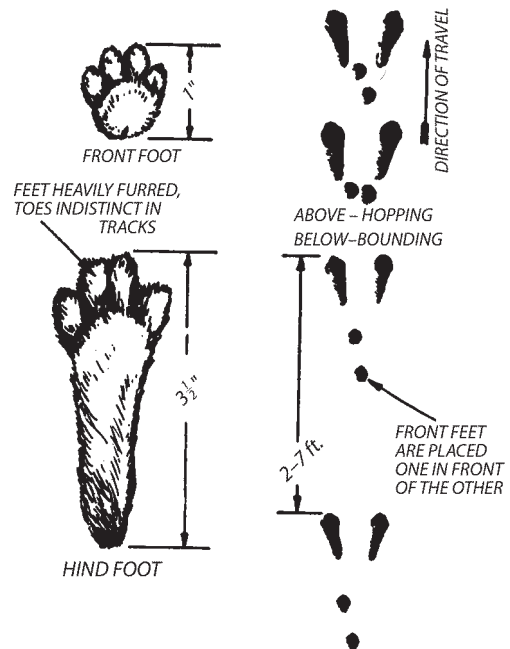 1"
FRONT FOOT
FEET HEAVILY FURRED,
TOES INDISTINCT IN
TRACKS
3½"
HIND FOOT
DIRECTION OF TRAVEL
ABOVE – HOPPING
BELOW–BOUNDING
2–7 ft.
FRONT FEET
ARE PLACED
ONE IN FRONT
OF THE OTHER